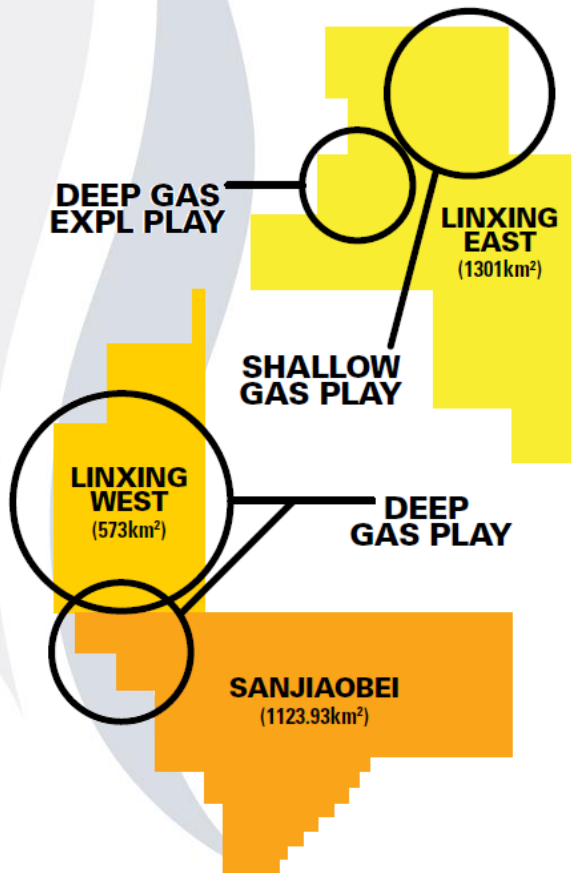 DEEP GAS
EXPL PLAY
LINXING
EAST
(1301km²)
SHALLOW
GAS PLAY
LINXING
WEST
(573km²)
DEEP
GAS PLAY
SANJIAOBEI
(1123.93km²)